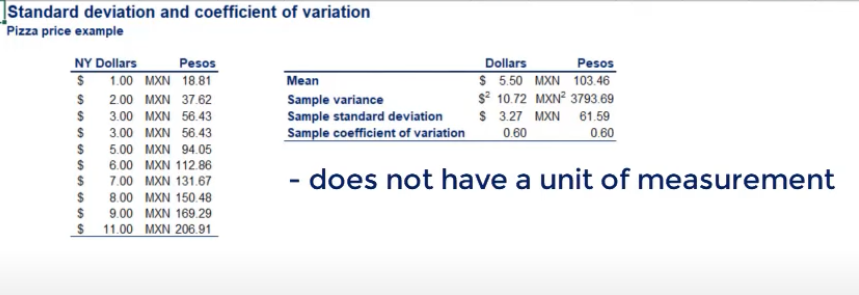 Standard deviation and coefficient of variation
Pizza price example
NY Dollars Pesos
$ 1.00 MXN 18.81
$ 2.00 MXN 37.62
$ 3.00 MXN 56.43
$ 3.00 MXN 56.43
$ 5.00 MXN 94.05
$ 6.00 MXN 112.86
$ 7.00 MXN 131.67
$ 8.00 MXN 150.48
$ 9.00 MXN 169.29
$ 11.00 MXN 206.91
Dollars Pesos
Mean $ 5.50 MXN 103.46
Sample variance $² 10.72 MXN² 3793.69
Sample standard deviation $ 3.27 MXN 61.59
Sample coefficient of variation 0.60 0.60
- does not have a unit of measurement